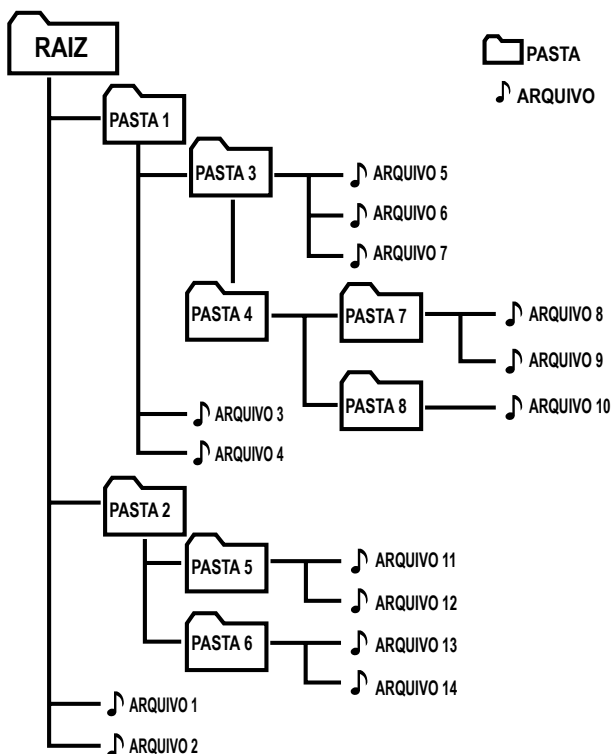 RAIZ
PASTA
ARQUIVO
PASTA 1
PASTA 3
ARQUIVO 5
ARQUIVO 6
ARQUIVO 7
PASTA 4
PASTA 7
ARQUIVO 8
ARQUIVO 9
PASTA 8
ARQUIVO 10
ARQUIVO 3
ARQUIVO 4
PASTA 2
PASTA 5
ARQUIVO 11
ARQUIVO 12
PASTA 6
ARQUIVO 13
ARQUIVO 14
ARQUIVO 1
ARQUIVO 2